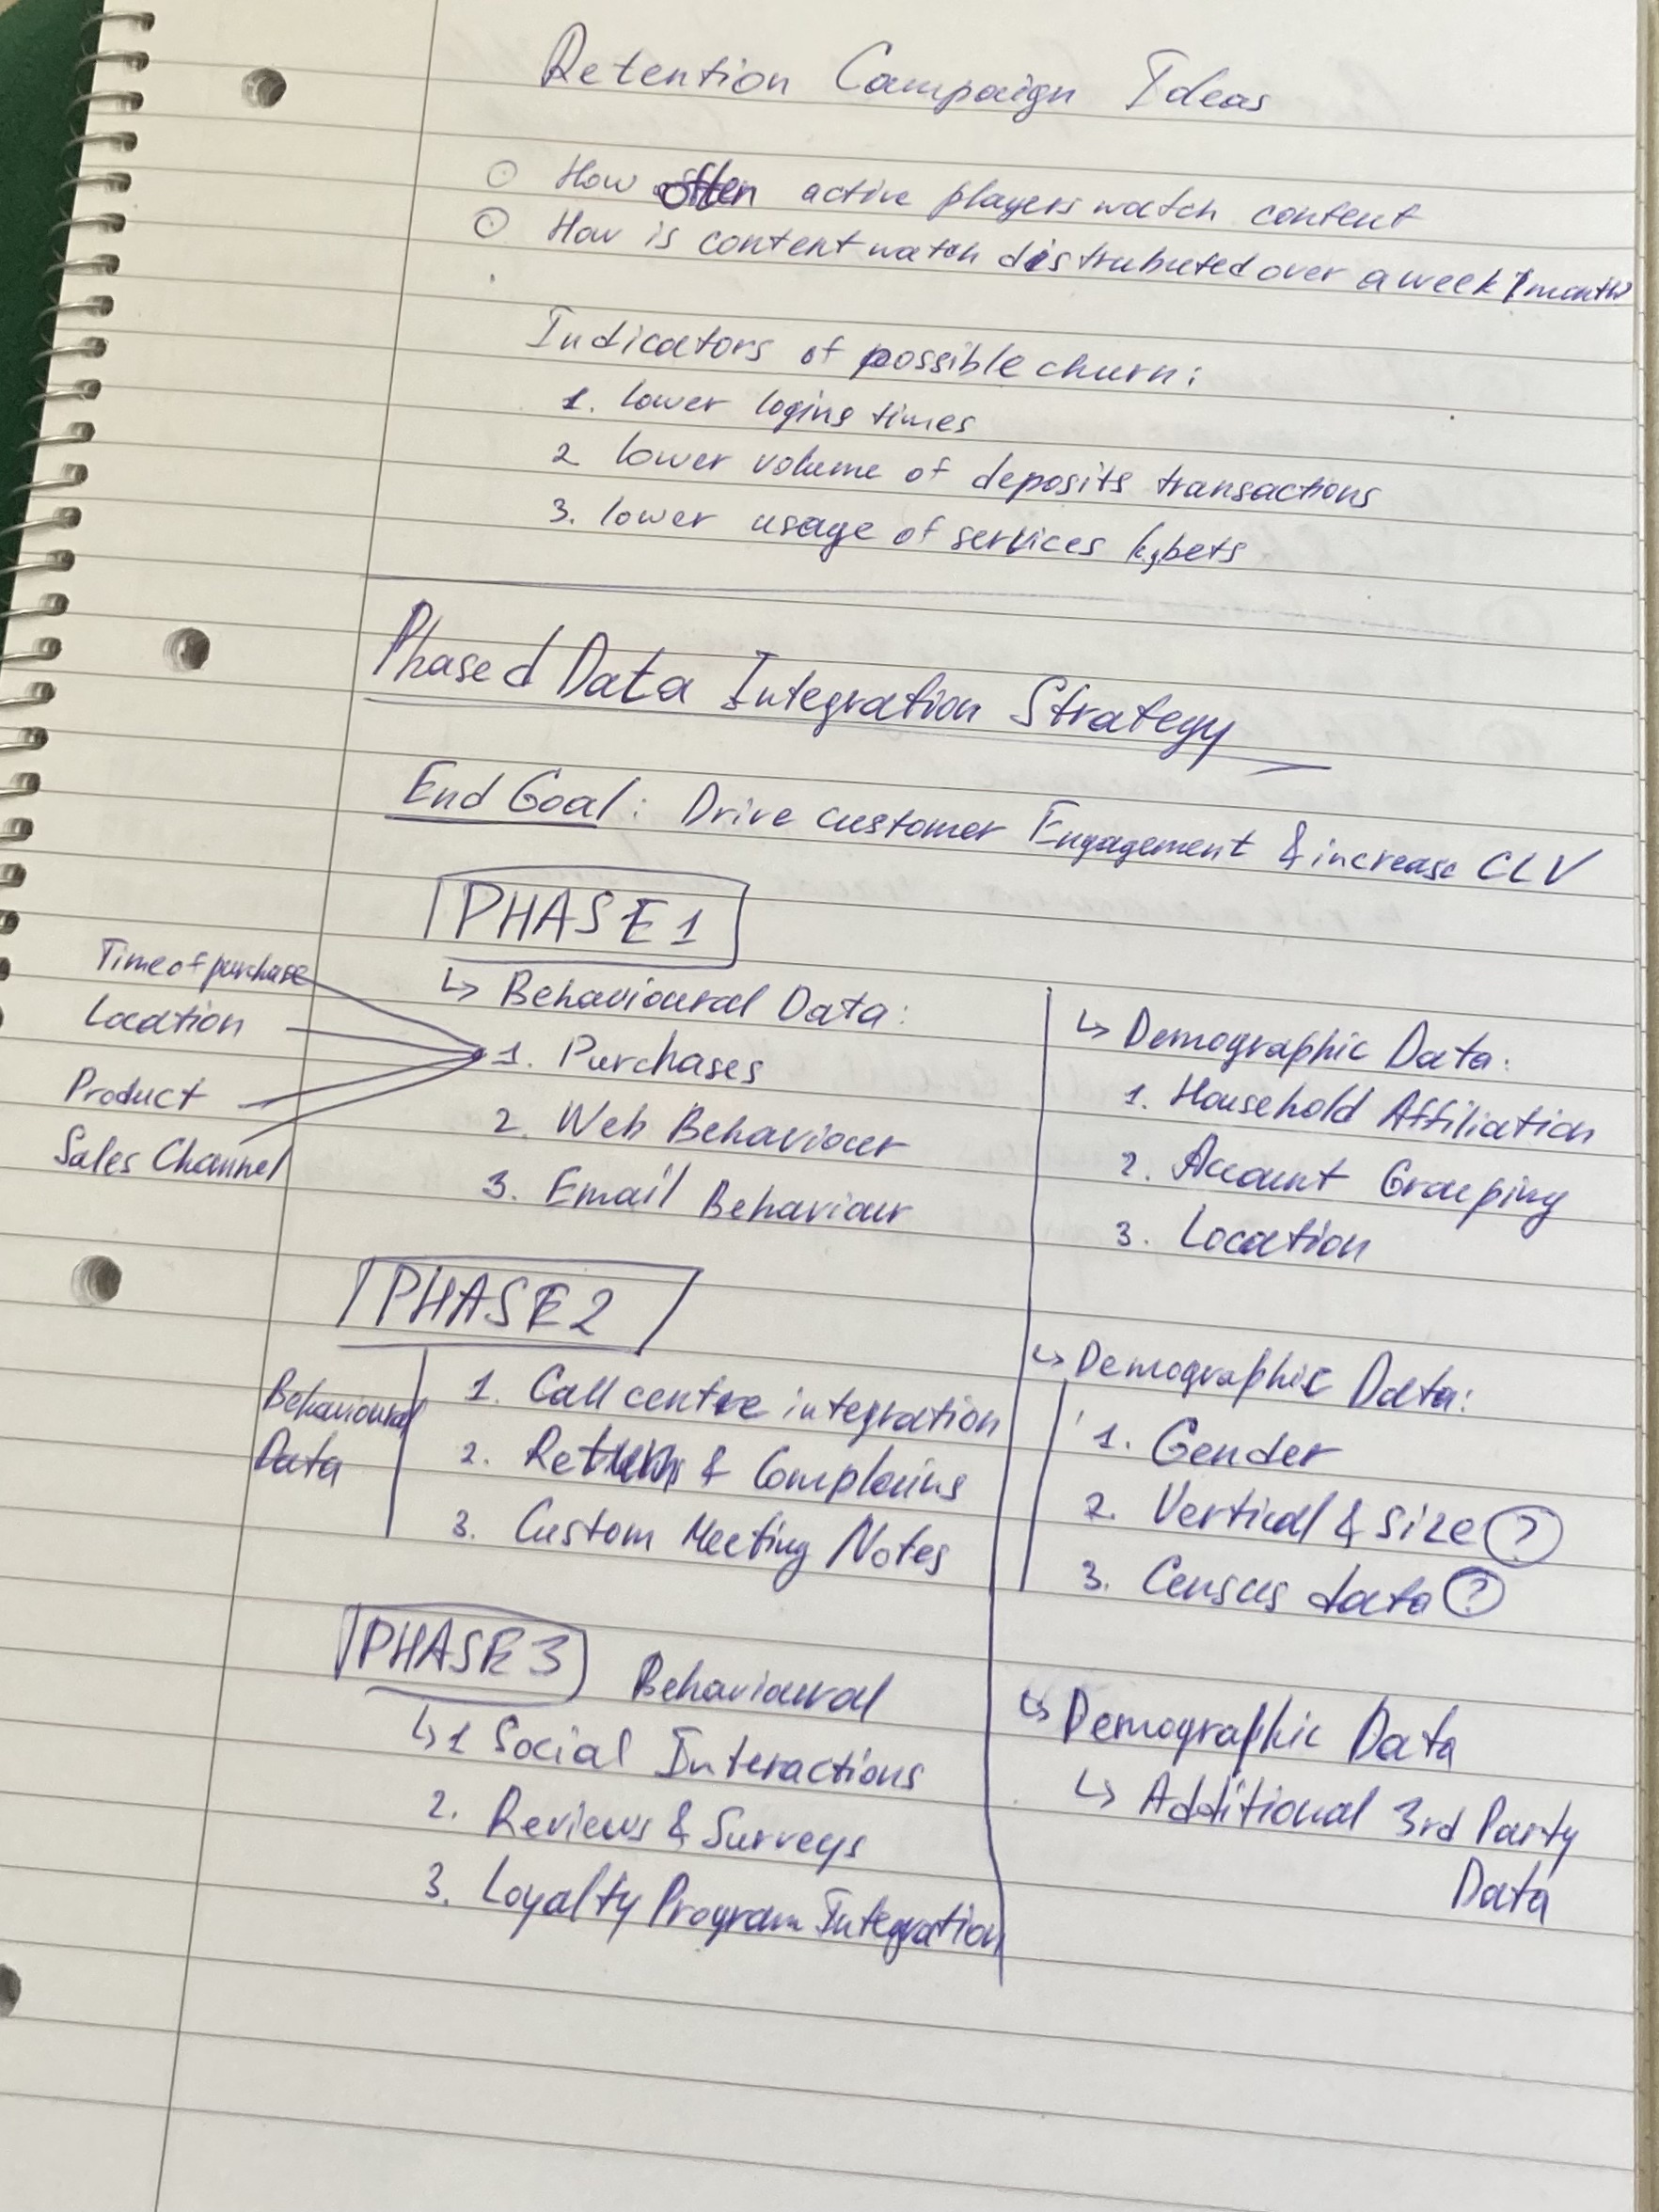 Retention Campaign Ideas
○ How often active players watch content
○ How is content watch distrubuted over a week / month
Indicators of possible churn:
1. lower logins times
2 lower volume of deposits transactions
3. lower usage of services bets
Phased Data Integration Strategy
End Goal: Drive customer Engagement & increase CLV
PHASE 1
↳ Behavioural Data:
Time of purchase
Location
Product
Sales Channel
1. Purchases
2. Web Behaviour
3. Email Behaviour
↳ Demographic Data:
1. Household Affiliation
2. Account Grouping
3. Location
PHASE 2
Behavioural
Data
1. Call centre integration
2. Returns & Complains
3. Custom Meeting Notes
↳ Demographic Data:
1. Gender
2. Vertical & size ?
3. Census data ?
PHASE 3 Behavioural
↳ 1 Social Interactions
2. Reviews & Surveys
3. Loyalty Program Integration
↳ Demographic Data
↳ Additional 3rd Party
Data